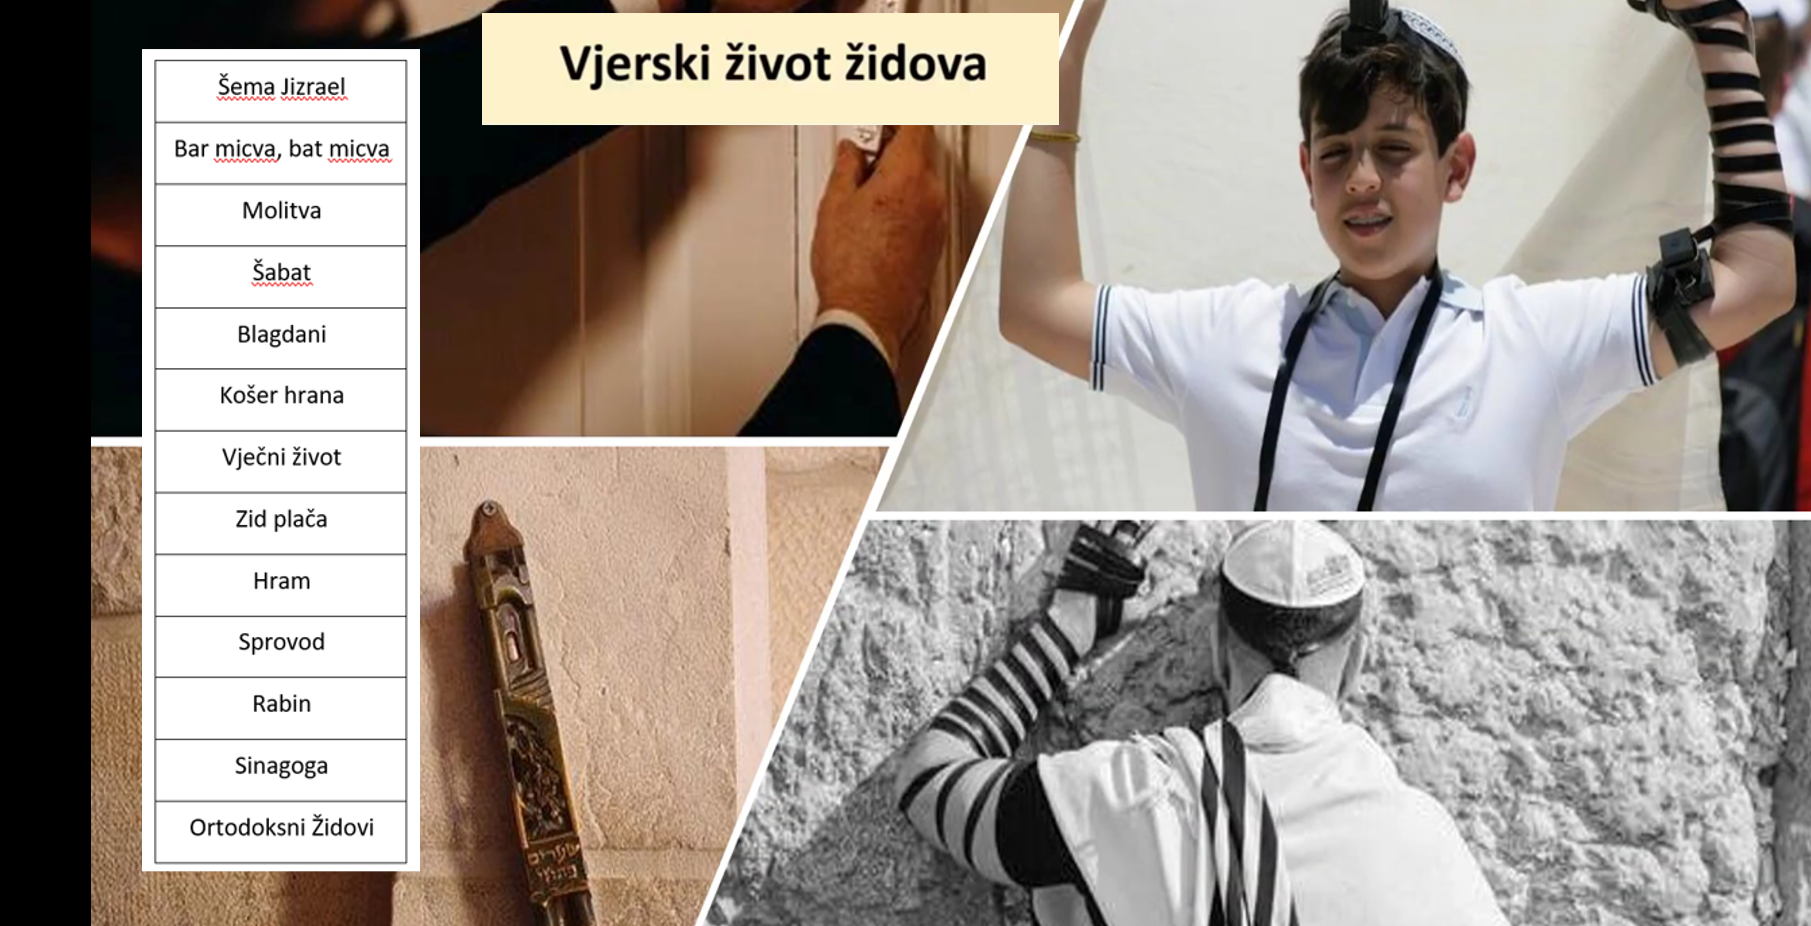 Vjerski život židova
Šema Jizrael
Bar micva, bat micva
Molitva
Šabat
Blagdani
Košer hrana
Vječni život
Zid plača
Hram
Sprovod
Rabin
Sinagoga
Ortodoksni Židovi